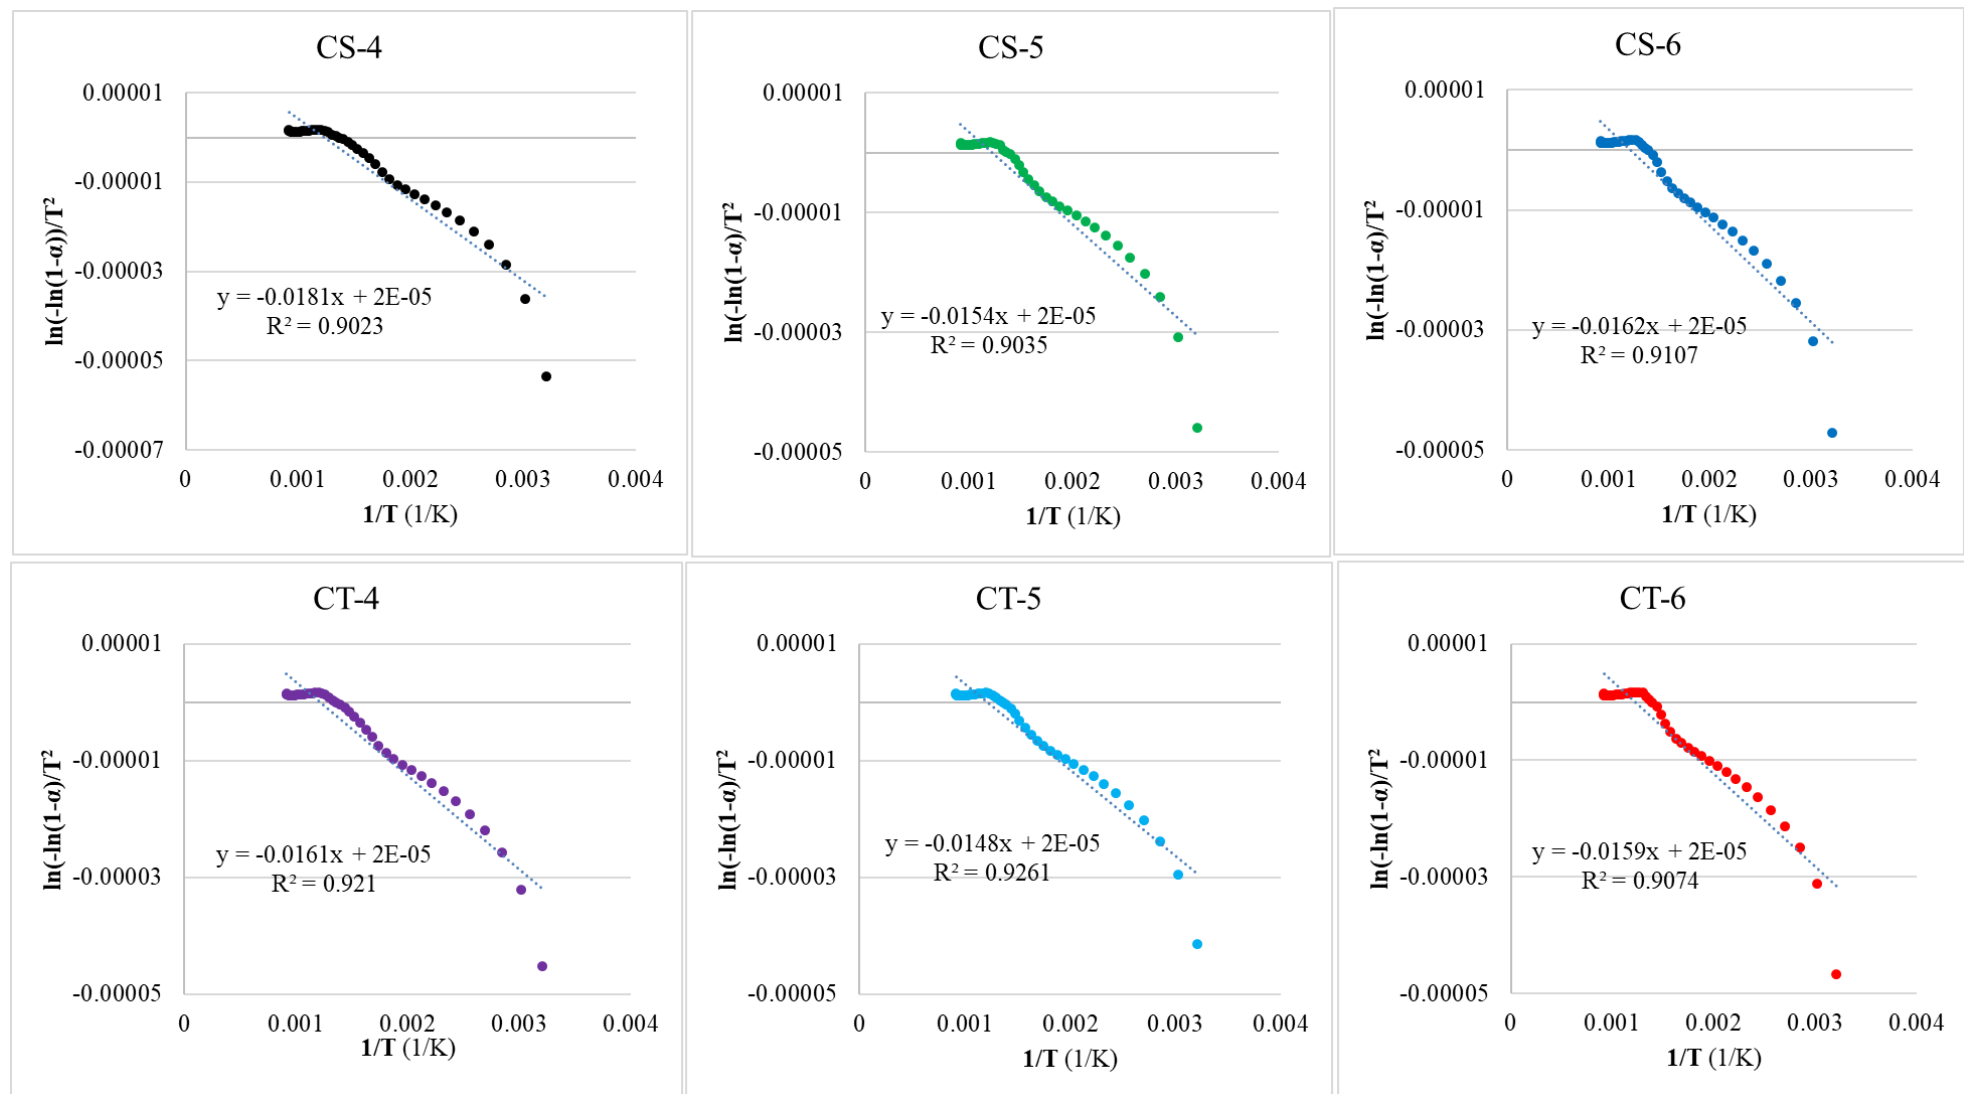 CS-4
0.00001
-0.00001
-0.00003
-0.00005
-0.00007
0 0.001 0.002 0.003 0.004
ln(-ln(1-α))/T²
1/T (1/K)
y = -0.0181x + 2E-05
R² = 0.9023
CS-5
0.00001
-0.00001
-0.00003
-0.00005
0 0.001 0.002 0.003 0.004
ln(-ln(1-α)/T²
1/T (1/K)
y = -0.0154x + 2E-05
R² = 0.9035
CS-6
0.00001
-0.00001
-0.00003
-0.00005
0 0.001 0.002 0.003 0.004
ln(-ln(1-α)/T²
1/T (1/K)
y = -0.0162x + 2E-05
R² = 0.9107
CT-4
0.00001
-0.00001
-0.00003
-0.00005
0 0.001 0.002 0.003 0.004
ln(-ln(1-α)/T²
1/T (1/K)
y = -0.0161x + 2E-05
R² = 0.921
CT-5
0.00001
-0.00001
-0.00003
-0.00005
0 0.001 0.002 0.003 0.004
ln(-ln(1-α)/T²
1/T (1/K)
y = -0.0148x + 2E-05
R² = 0.9261
CT-6
0.00001
-0.00001
-0.00003
-0.00005
0 0.001 0.002 0.003 0.004
ln(-ln(1-α)/T²
1/T (1/K)
y = -0.0159x + 2E-05
R² = 0.9074